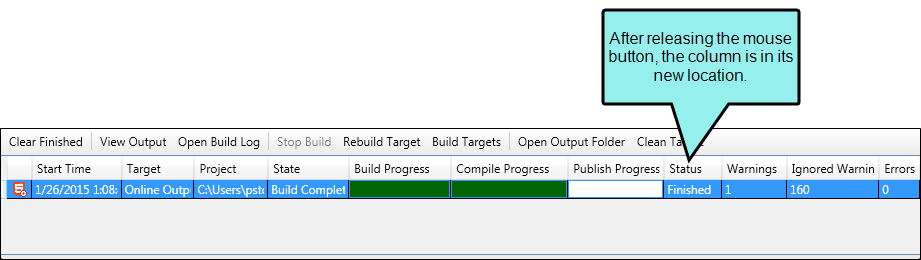 After releasing the mouse
button, the column is in its
new location.
Clear Finished View Output Open Build Log Stop Build Rebuild Target Build Targets Open Output Folder Clean
Start Time Target Project State Build Progress Compile Progress Publish Progress Status Warnings Ignored Warnin Errors
1/26/2015 1:08: Online Outp C:\Users\psto Build Complet Finished 1 160 0